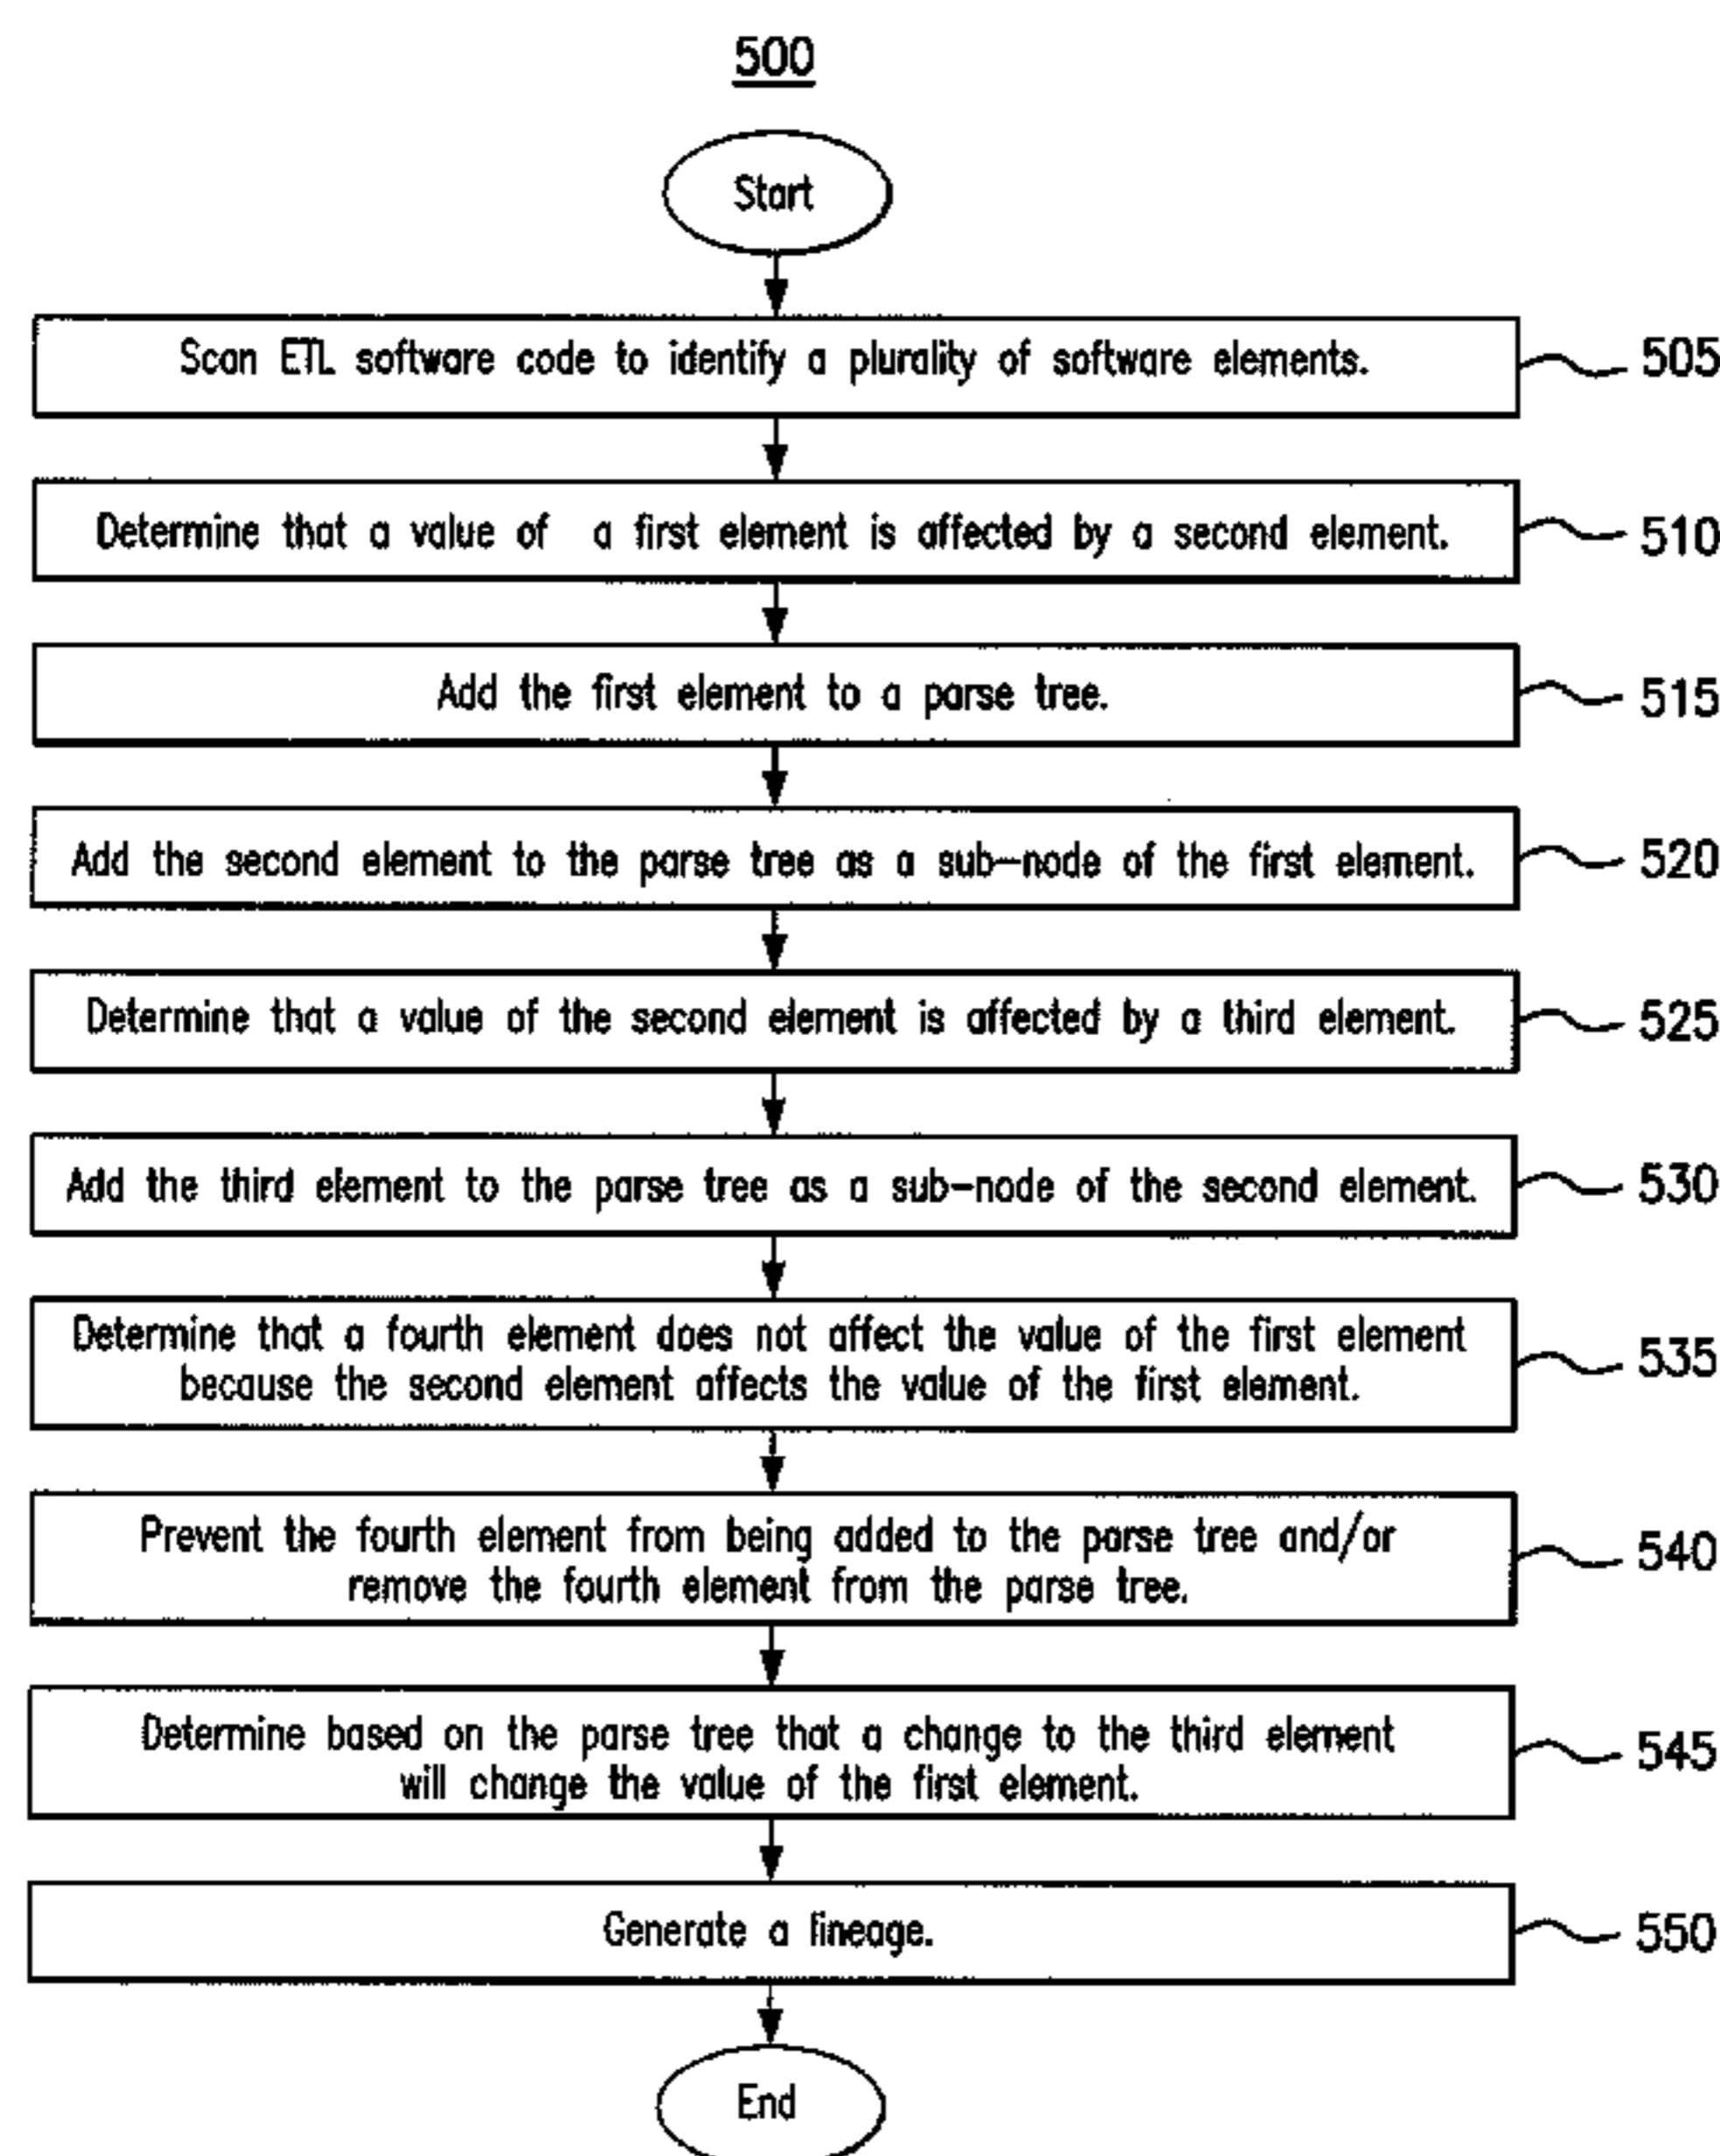 500
Start
Scan ETL software code to identify a plurality of software elements.
505
Determine that a value of a first element is affected by a second element.
510
Add the first element to a parse tree.
515
Add the second element to the parse tree as a sub-node of the first element.
520
Determine that a value of the second element is affected by a third element.
525
Add the third element to the parse tree as a sub-node of the second element.
530
Determine that a fourth element does not affect the value of the first element
because the second element affects the value of the first element.
535
Prevent the fourth element from being added to the parse tree and/or
remove the fourth element from the parse tree.
540
Determine based on the parse tree that a change to the third element
will change the value of the first element.
545
Generate a lineage.
550
End